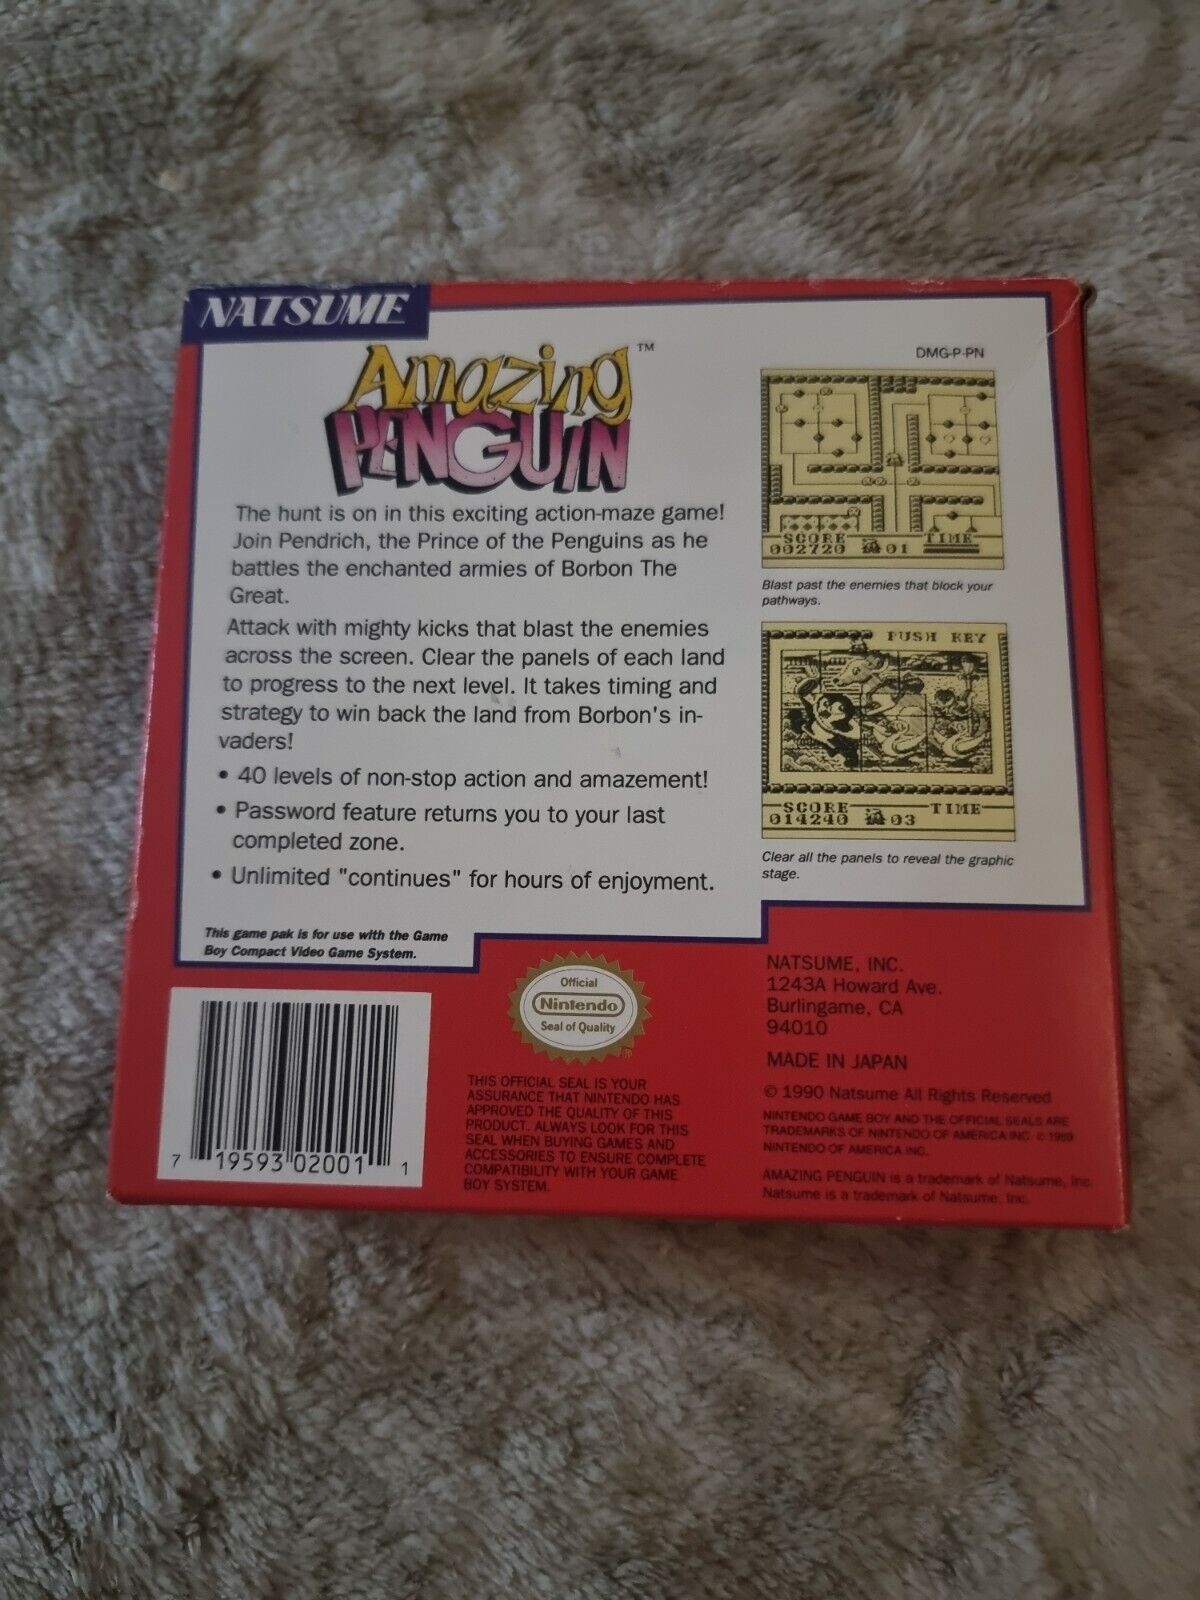 NATSUME
Amazing™
PENGUIN
The hunt is on in this exciting action-maze game!
Join Pendrich, the Prince of the Penguins as he
battles the enchanted armies of Borbon The
Great.
Attack with mighty kicks that blast the enemies
across the screen. Clear the panels of each land
to progress to the next level. It takes timing and
strategy to win back the land from Borbon's in-
vaders!
• 40 levels of non-stop action and amazement!
• Password feature returns you to your last
completed zone.
• Unlimited "continues" for hours of enjoyment.
This game pak is for use with the Game
Boy Compact Video Game System.
DMG-P-PN
SCORE TIME
002720 01
Blast past the enemies that block your
pathways.
PUSH KEY
SCORE TIME
014240 03
Clear all the panels to reveal the graphic
stage.
7 19593 02001 1
Official
Nintendo
Seal of Quality
®
THIS OFFICIAL SEAL IS YOUR
ASSURANCE THAT NINTENDO HAS
APPROVED THE QUALITY OF THIS
PRODUCT. ALWAYS LOOK FOR THIS
SEAL WHEN BUYING GAMES AND
ACCESSORIES TO ENSURE COMPLETE
COMPATIBILITY WITH YOUR GAME
BOY SYSTEM.
NATSUME, INC.
1243A Howard Ave.
Burlingame, CA
94010
MADE IN JAPAN
© 1990 Natsume All Rights Reserved
NINTENDO GAME BOY AND THE OFFICIAL SEALS ARE
TRADEMARKS OF NINTENDO OF AMERICA INC. © 1989
NINTENDO OF AMERICA INC.
AMAZING PENGUIN is a trademark of Natsume, Inc.
Natsume is a trademark of Natsume, Inc.